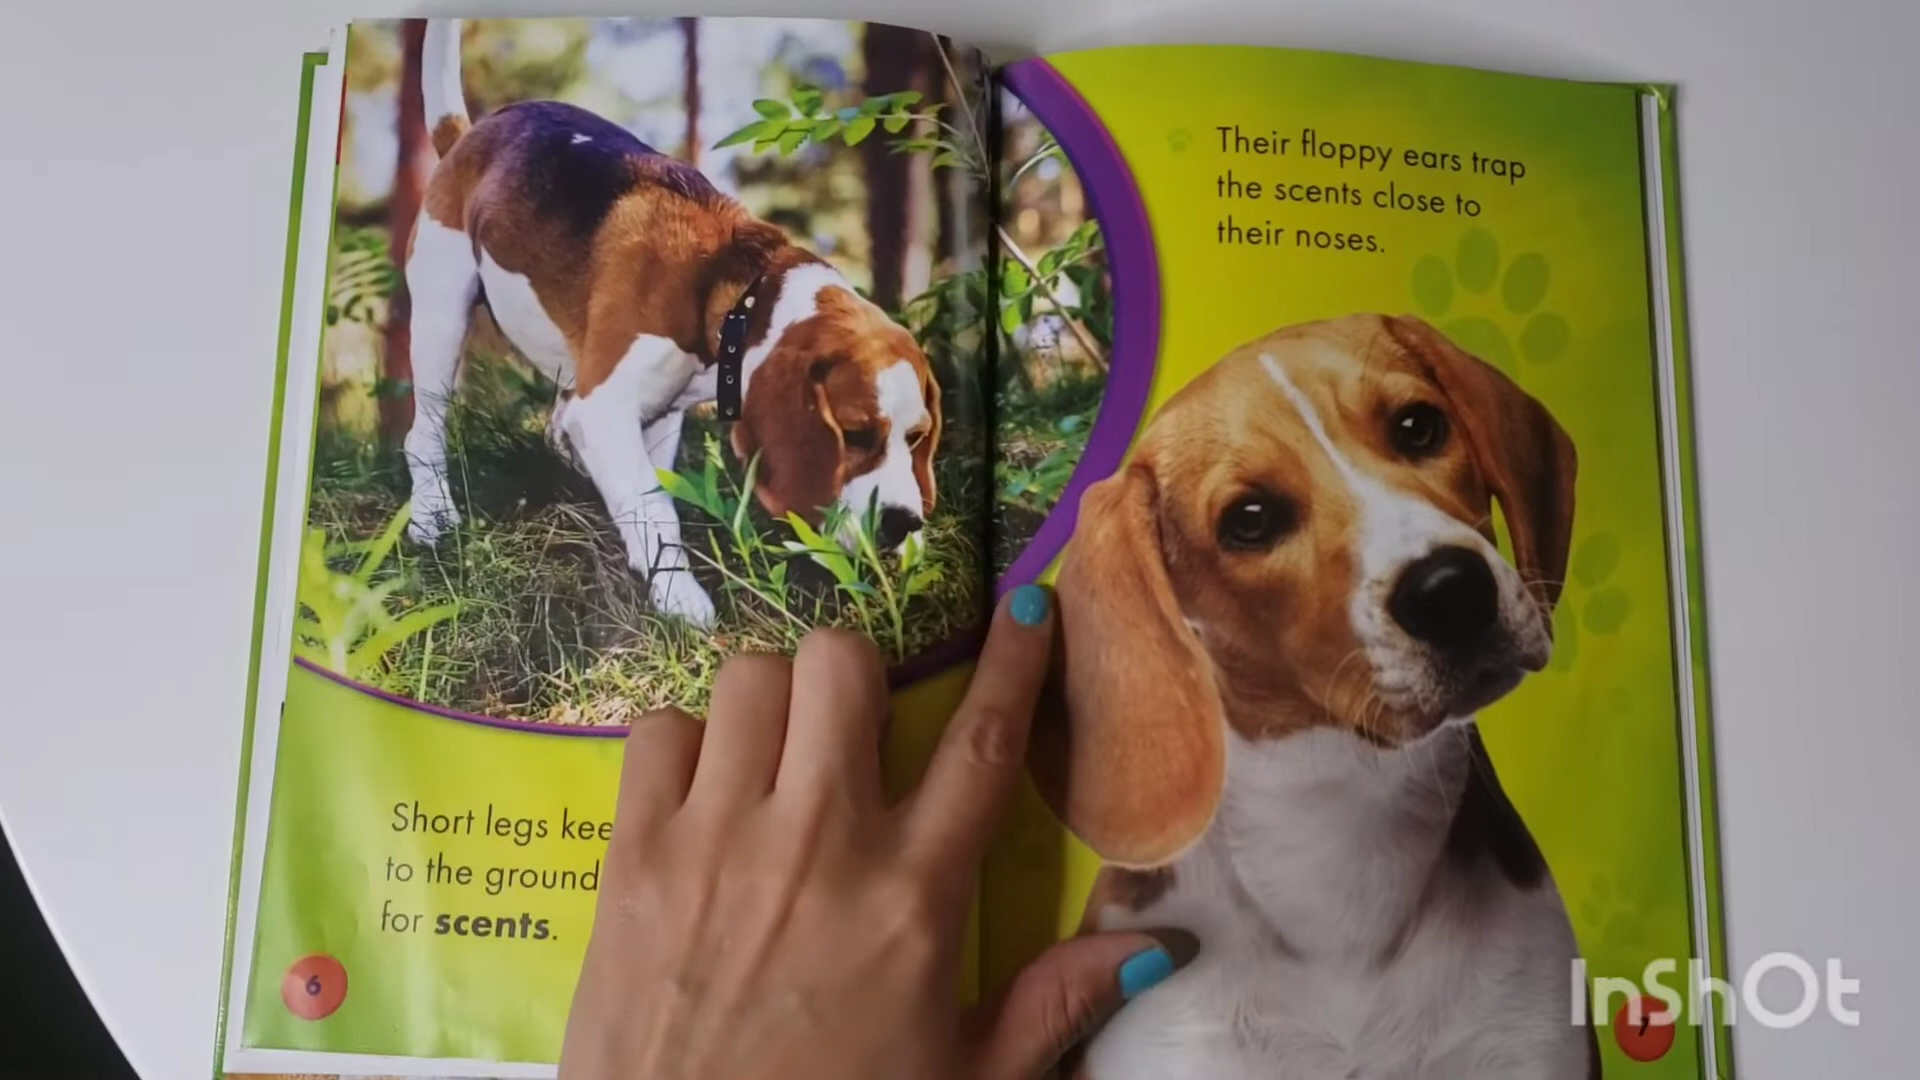 Short legs
to the ground
for scents.
6
Their floppy ears trap
the scents close to
their noses.
7
InShOt